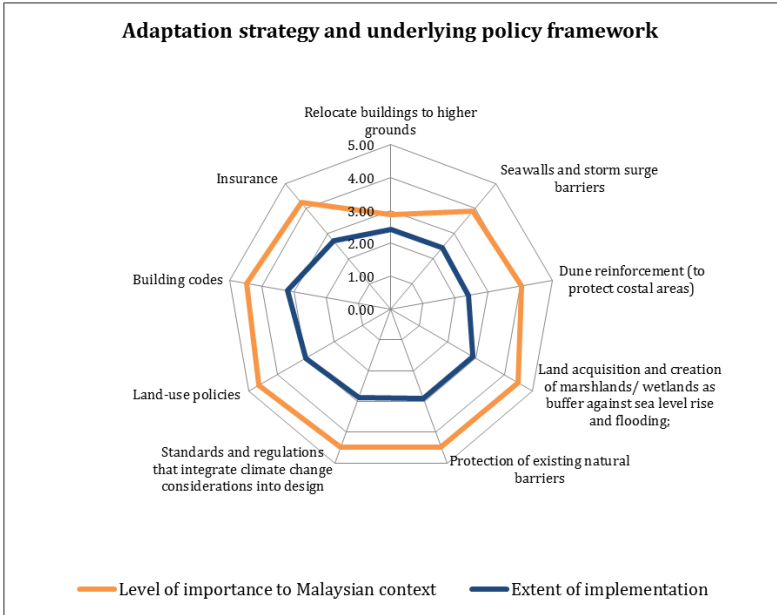 Adaptation strategy and underlying policy framework
Relocate buildings to higher
grounds
5.00
4.00
3.00
2.00
1.00
0.00
Seawalls and storm surge
barriers
Dune reinforcement (to
protect costal areas)
Land acquisition and creation
of marshlands/ wetlands as
buffer against sea level rise
and flooding;
Protection of existing natural
barriers
Standards and regulations
that integrate climate change
considerations into design
Land-use policies
Building codes
Insurance
Level of importance to Malaysian context
Extent of implementation